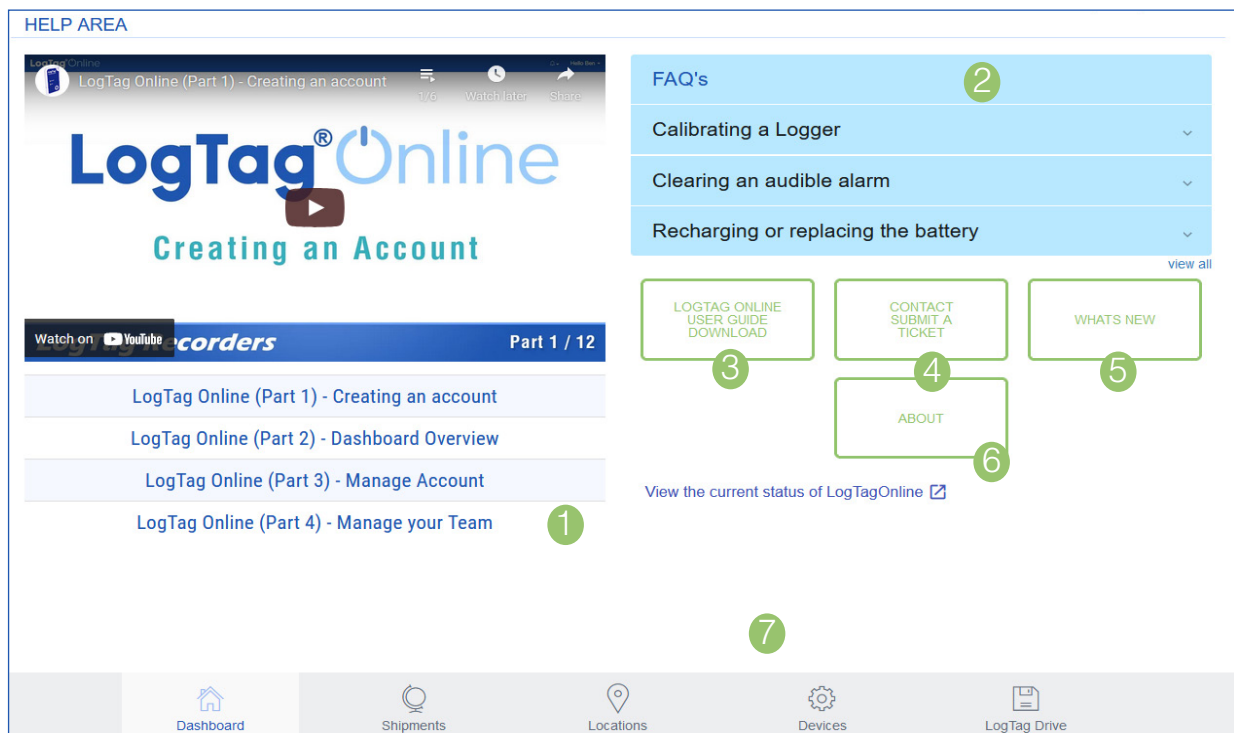 HELP AREA
LogTag Online
Hello Ben
LogTag Online (Part 1) - Creating an account
1/6
Watch later
Share
LogTag® Online
Creating an Account
Watch on YouTube
corders
Part 1 / 12
LogTag Online (Part 1) - Creating an account
LogTag Online (Part 2) - Dashboard Overview
LogTag Online (Part 3) - Manage Account
LogTag Online (Part 4) - Manage your Team
1
FAQ's
2
Calibrating a Logger
Clearing an audible alarm
Recharging or replacing the battery
view all
LOGTAG ONLINE
USER GUIDE
DOWNLOAD
3
CONTACT
SUBMIT A
TICKET
4
WHATS NEW
5
ABOUT
6
View the current status of LogTagOnline
7
Dashboard
Shipments
Locations
Devices
LogTag Drive